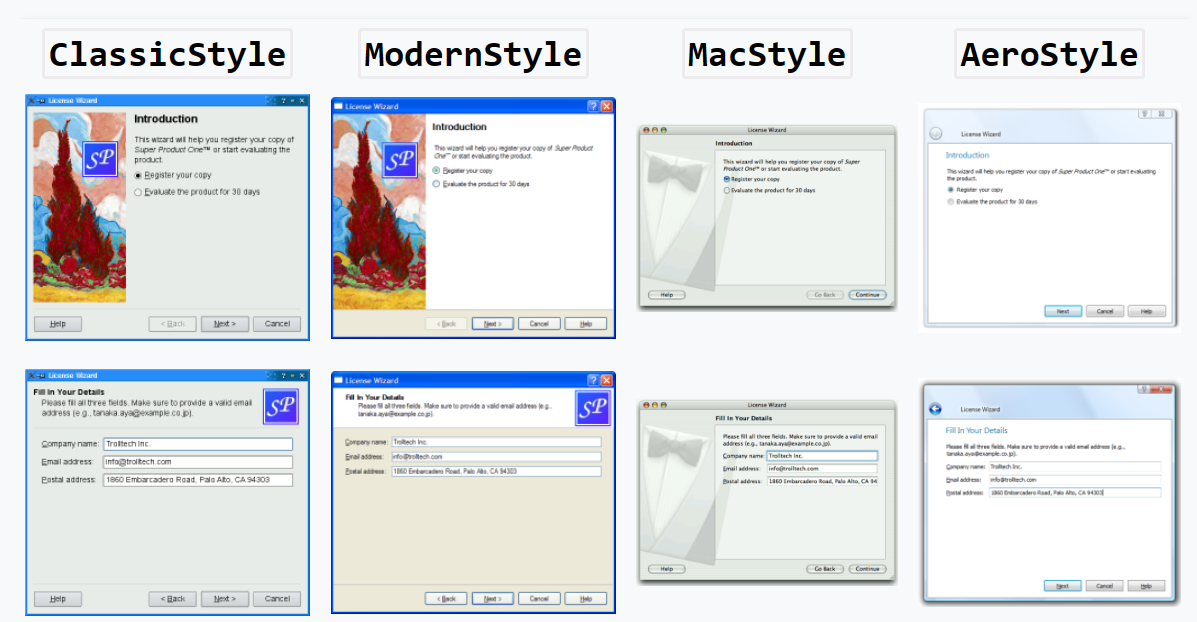 ClassicStyle
ModernStyle
MacStyle
AeroStyle
License Wizard
Introduction
This wizard will help you register your copy of
Super Product One™ or start evaluating the
product.
Register your copy
Evaluate the product for 30 days
SP
Help
< Back
Next >
Cancel
License Wizard
Introduction
This wizard will help you register your copy of Super Product
One™ or start evaluating the product.
Register your copy
Evaluate the product for 30 days
SP
< Back
Next >
Cancel
Help
License Wizard
Introduction
This wizard will help you register your copy of Super
Product One™ or start evaluating the product.
Register your copy
Evaluate the product for 30 days
Help
Go Back
Continue
License Wizard
Introduction
This wizard will help you register your copy of Super Product One™ or start evaluating
the product.
Register your copy
Evaluate the product for 30 days
Next
Cancel
Help
License Wizard
Fill In Your Details
Please fill all three fields. Make sure to provide a valid email
address (e.g., tanaka.aya@example.co.jp).
SP
Company name: Trolltech Inc.
Email address: info@trolltech.com
Postal address: 1860 Embarcadero Road, Palo Alto, CA 94303
Help
< Back
Next >
Cancel
License Wizard
Fill In Your Details
Please fill all three fields. Make sure to provide a valid email address (e.g.,
tanaka.aya@example.co.jp).
SP
Company name: Trolltech Inc.
Email address: info@trolltech.com
Postal address: 1860 Embarcadero Road, Palo Alto, CA 94303
< Back
Next >
Cancel
Help
License Wizard
Fill In Your Details
Please fill all three fields. Make sure to provide a valid email
address (e.g., tanaka.aya@example.co.jp).
Company name: Trolltech Inc.
Email address: info@trolltech.com
Postal address: 1860 Embarcadero Road, Palo Alto, CA 94
Help
Go Back
Continue
License Wizard
Fill In Your Details
Please fill all three fields. Make sure to provide a valid email address (e.g.,
tanaka.aya@example.co.jp).
Company name: Trolltech Inc.
Email address: info@trolltech.com
Postal address: 1860 Embarcadero Road, Palo Alto, CA 94303
Next
Cancel
Help